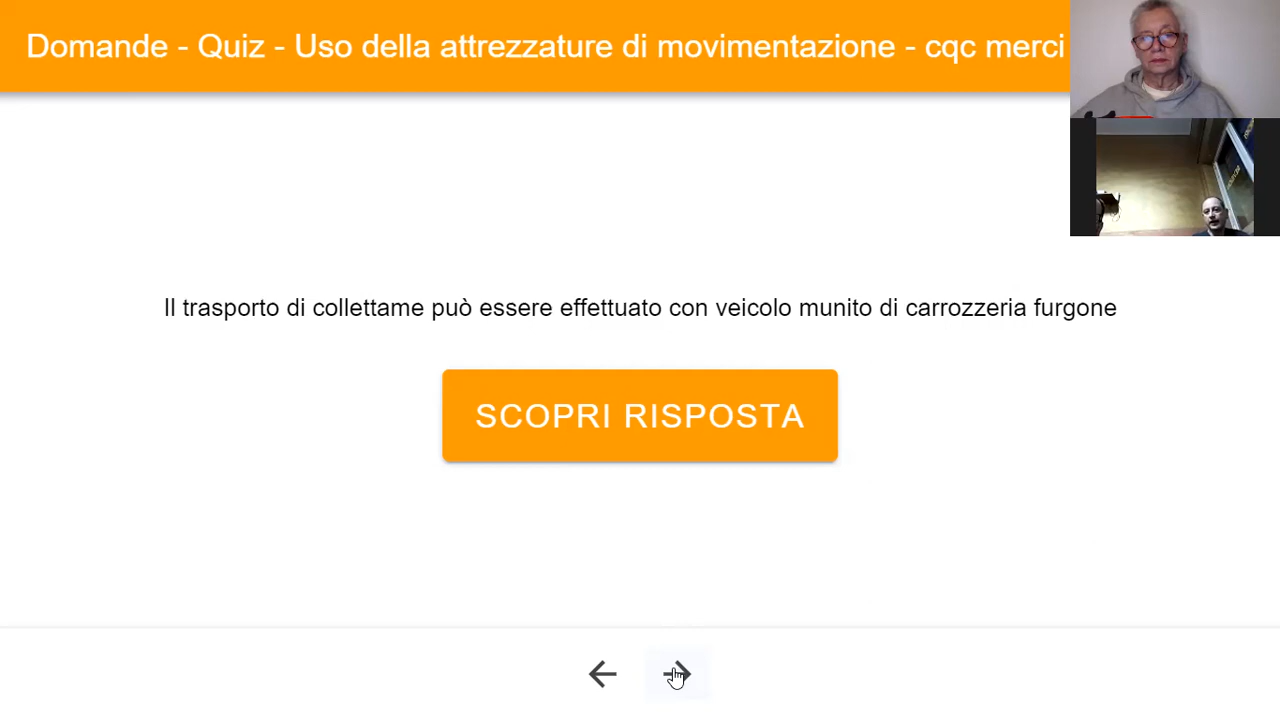 Domande - Quiz - Uso della attrezzature di movimentazione - cqc merci
Il trasporto di collettame può essere effettuato con veicolo munito di carrozzeria furgone
SCOPRI RISPOSTA